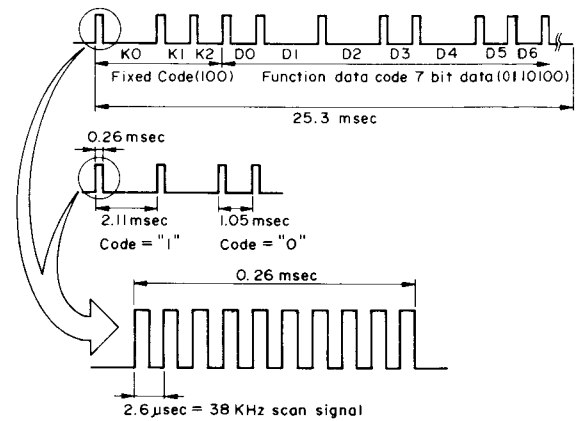 K0 K1 K2 D0 D1 D2 D3 D4 D5 D6
Fixed Code(100) Function data code 7 bit data(0110100)
25.3 msec
0.26 msec
2.11 msec 1.05 msec
Code = "1" Code = "0"
0.26 msec
2.6 μsec = 38 KHz scan signal